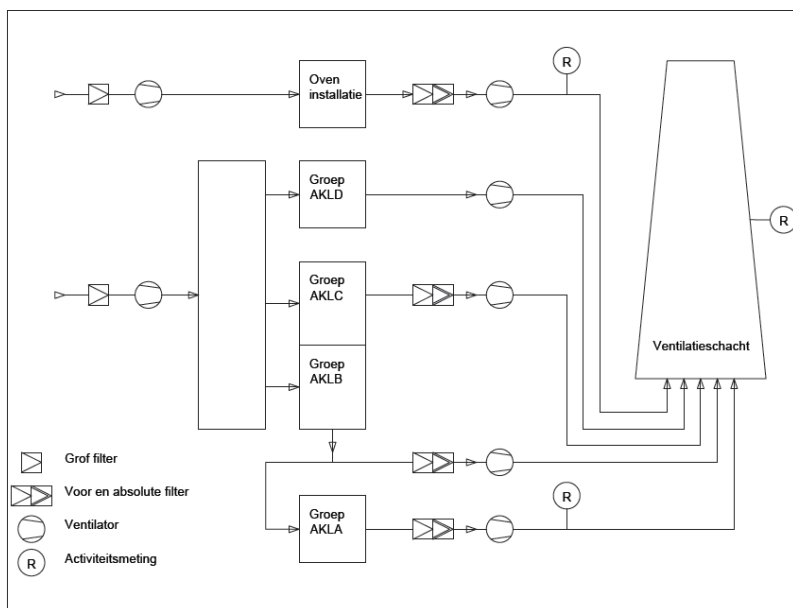 Oven
installatie
R
Groep
AKLD
R
Groep
AKLC
Ventilatieschacht
Groep
AKLB
Grof filter
Voor en absolute filter
R
Groep
AKLA
Ventilator
R
Activiteitsmeting